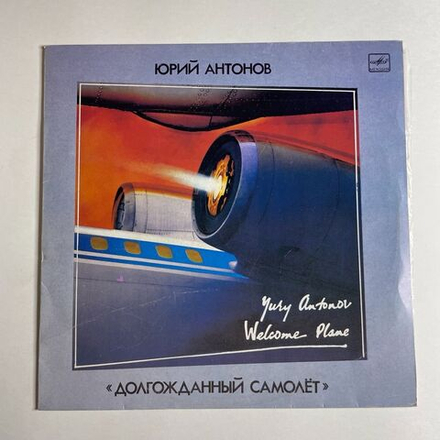 ЮРИЙ АНТОНОВ
Yury Antonov
Welcome Plane
«ДОЛГОЖДАННЫЙ САМОЛЁТ»